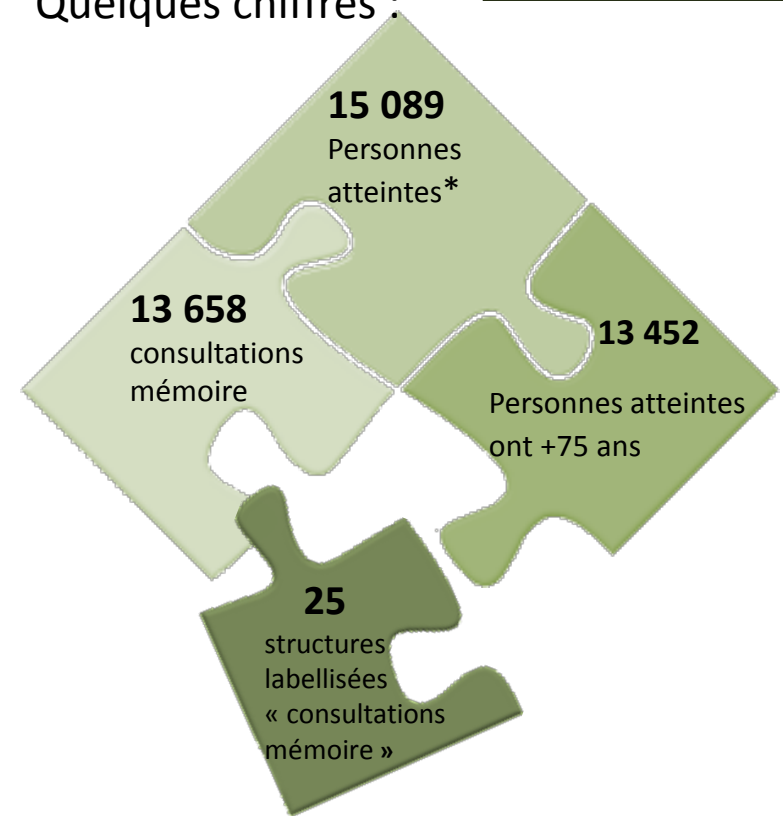 Quelques chiffres :
15 089
Personnes
atteintes*
13 658
consultations
mémoire
13 452
Personnes atteintes
ont +75 ans
25
structures
labellisées
« consultations
mémoire »